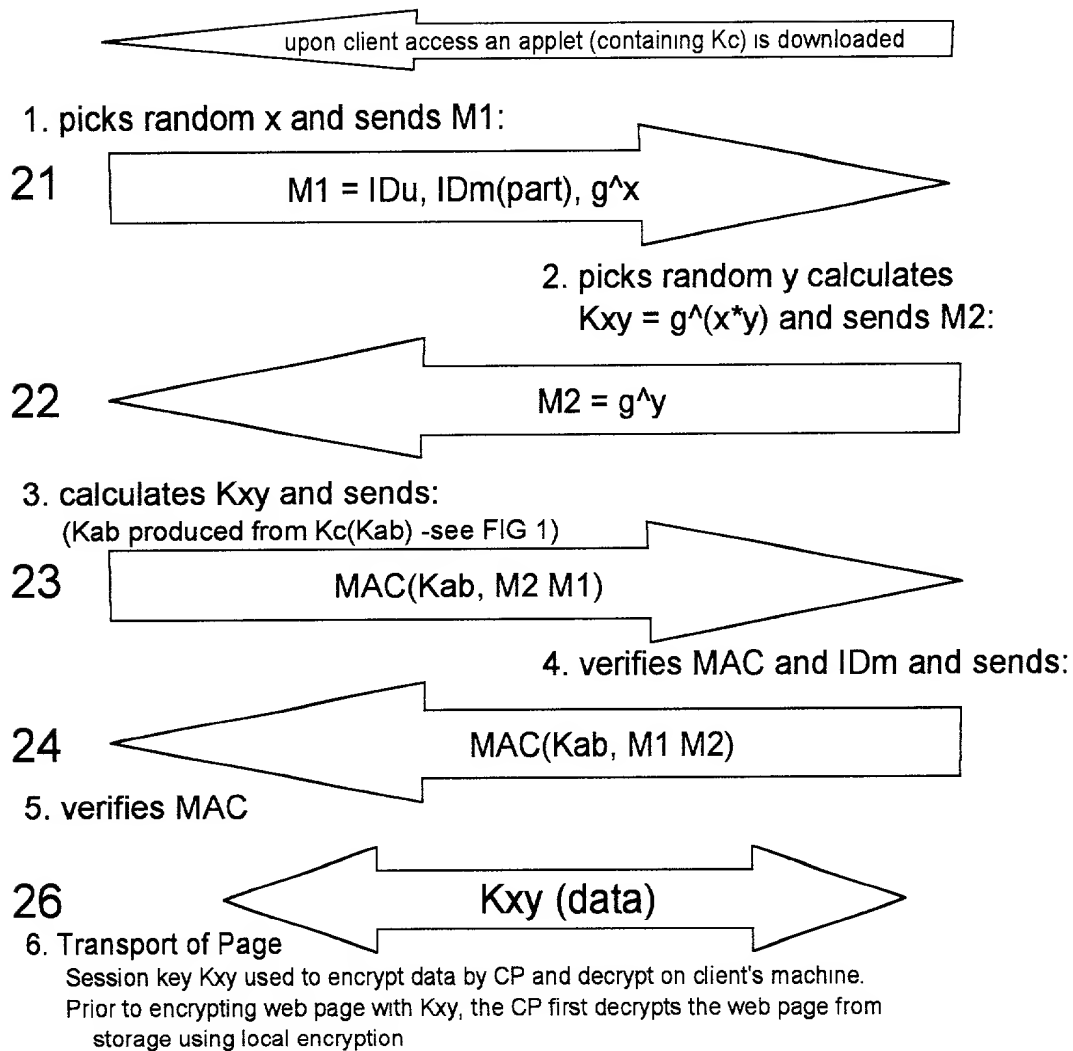 upon client access an applet (containing Kc) is downloaded
1. picks random x and sends M1:
21
M1 = IDu, IDm(part), g^x
2. picks random y calculates
Kxy = g^(x*y) and sends M2:
22
M2 = g^y
3. calculates Kxy and sends:
(Kab produced from Kc(Kab) -see FIG 1)
23
MAC(Kab, M2 M1)
4. verifies MAC and IDm and sends:
24
MAC(Kab, M1 M2)
5. verifies MAC
26
Kxy (data)
6. Transport of Page
Session key Kxy used to encrypt data by CP and decrypt on client's machine.
Prior to encrypting web page with Kxy, the CP first decrypts the web page from
storage using local encryption